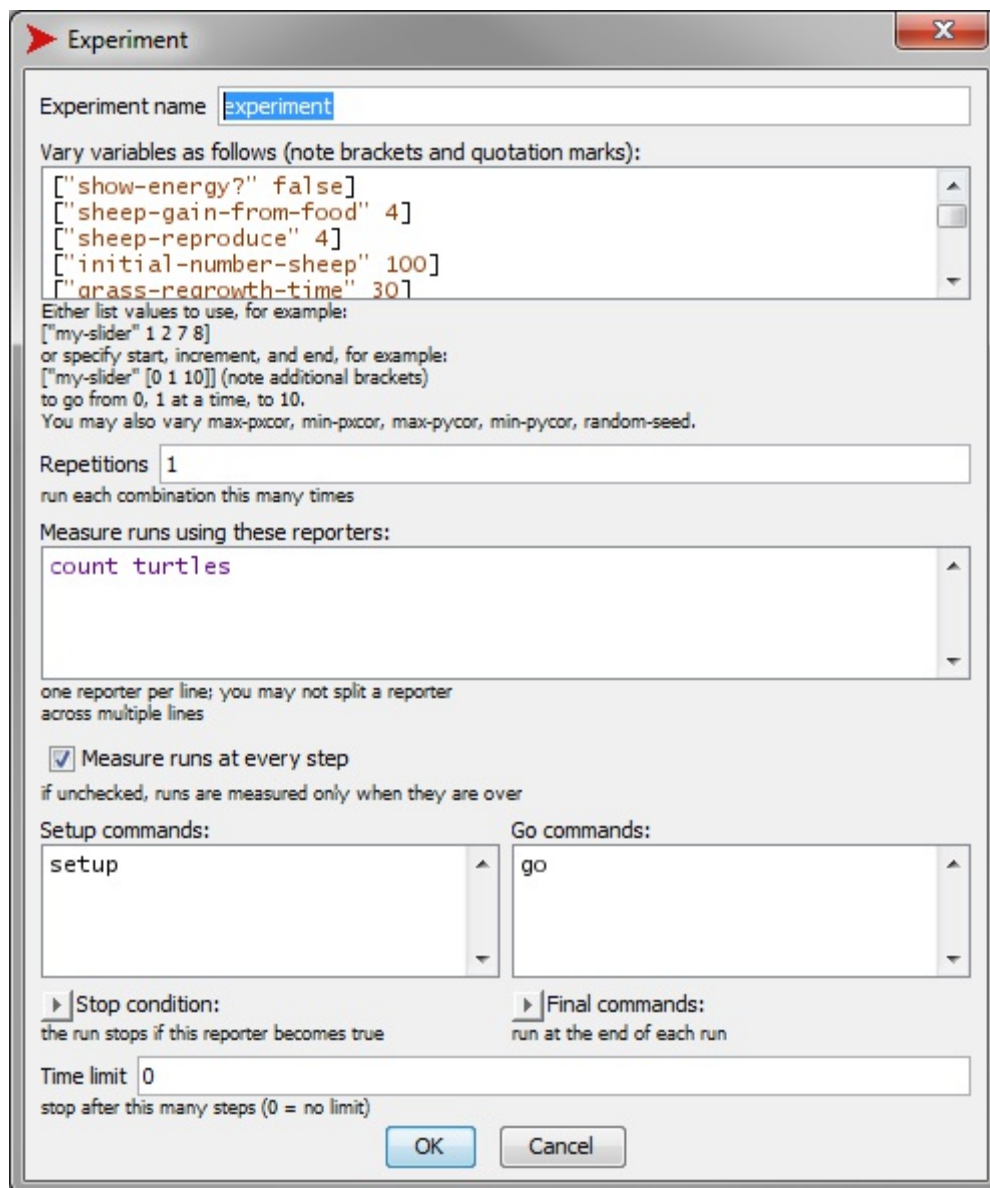 Experiment
Experiment name experiment
Vary variables as follows (note brackets and quotation marks):
["show-energy?" false]
["sheep-gain-from-food" 4]
["sheep-reproduce" 4]
["initial-number-sheep" 100]
["grass-regrowth-time" 30]
Either list values to use, for example:
["my-slider" 1 2 7 8]
or specify start, increment, and end, for example:
["my-slider" [0 1 10]] (note additional brackets)
to go from 0, 1 at a time, to 10.
You may also vary max-pxcor, min-pxcor, max-pycor, min-pycor, random-seed.
Repetitions 1
run each combination this many times
Measure runs using these reporters:
count turtles
one reporter per line; you may not split a reporter
across multiple lines
Measure runs at every step
if unchecked, runs are measured only when they are over
Setup commands: Go commands:
setup go
Stop condition: Final commands:
the run stops if this reporter becomes true run at the end of each run
Time limit 0
stop after this many steps (0 = no limit)
OK Cancel